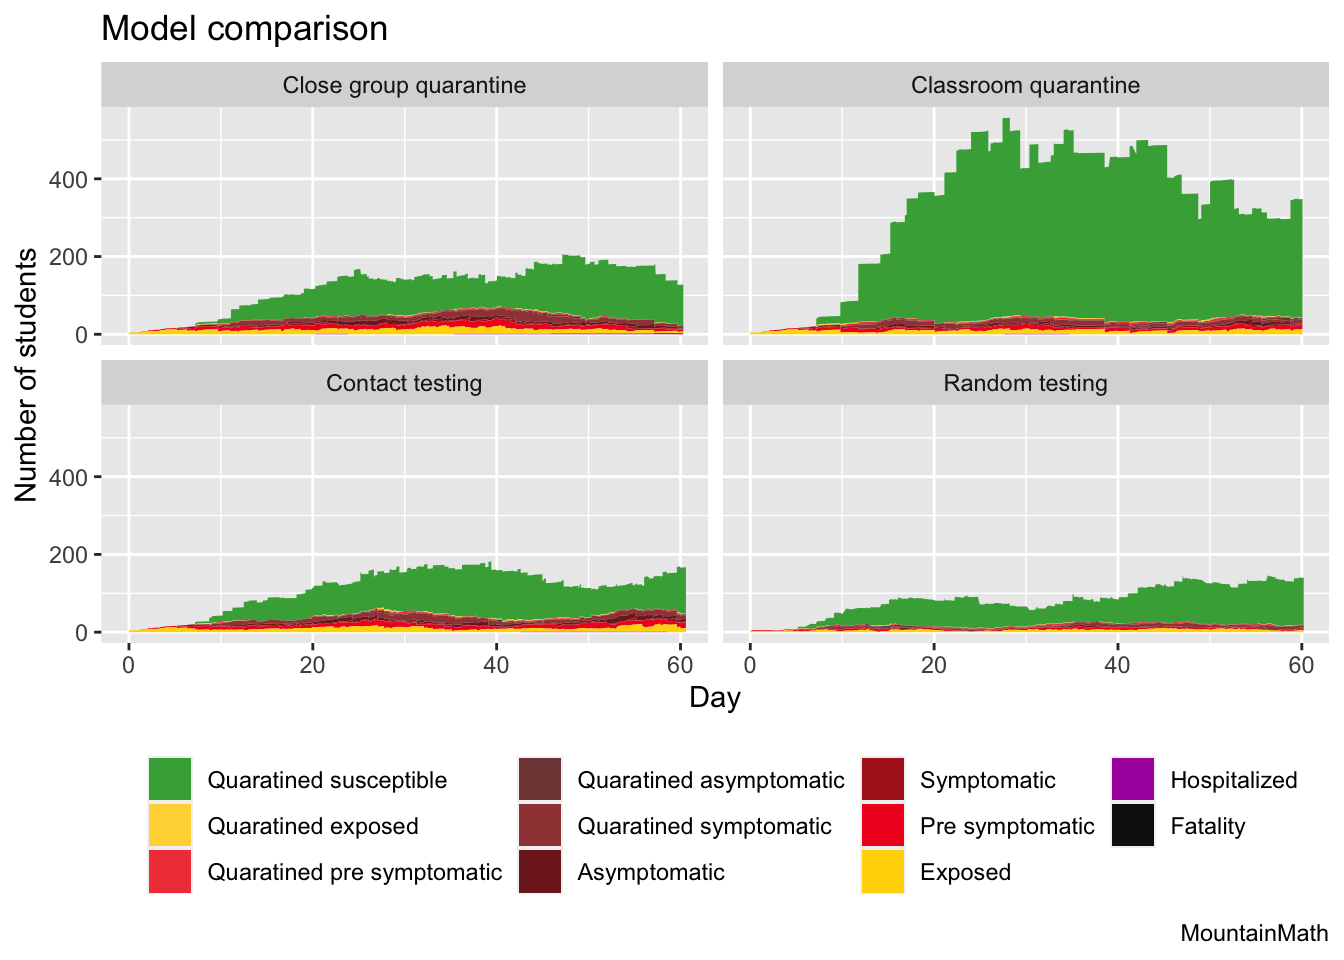 Model comparison
Close group quarantine
Classroom quarantine
400
200
0
Contact testing
Random testing
400
200
0
Number of students
0 20 40 60 0 20 40 60
Day
Quaratined susceptible Quaratined asymptomatic Symptomatic Hospitalized
Quaratined exposed Quaratined symptomatic Pre symptomatic Fatality
Quaratined pre symptomatic Asymptomatic Exposed
MountainMath